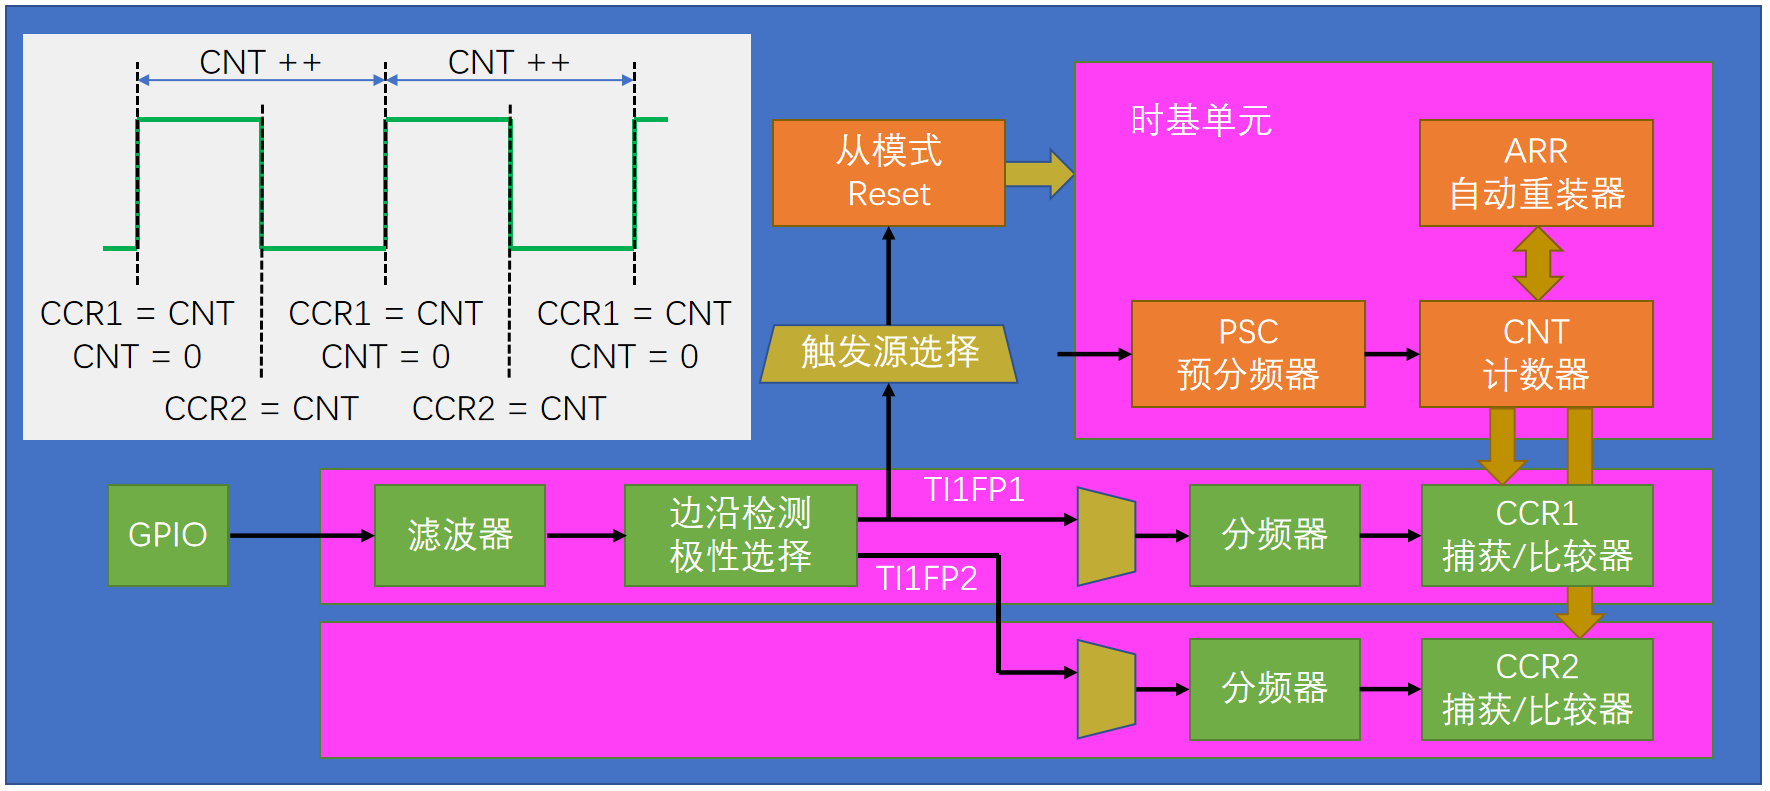 CNT ++
CNT ++
CCR1 = CNT
CNT = 0
CCR1 = CNT
CNT = 0
CCR1 = CNT
CNT = 0
CCR2 = CNT
CCR2 = CNT
从模式
Reset
触发源选择
时基单元
ARR
自动重装器
PSC
预分频器
CNT
计数器
GPIO
滤波器
边沿检测
极性选择
TI1FP1
TI1FP2
分频器
CCR1
捕获/比较器
分频器
CCR2
捕获/比较器